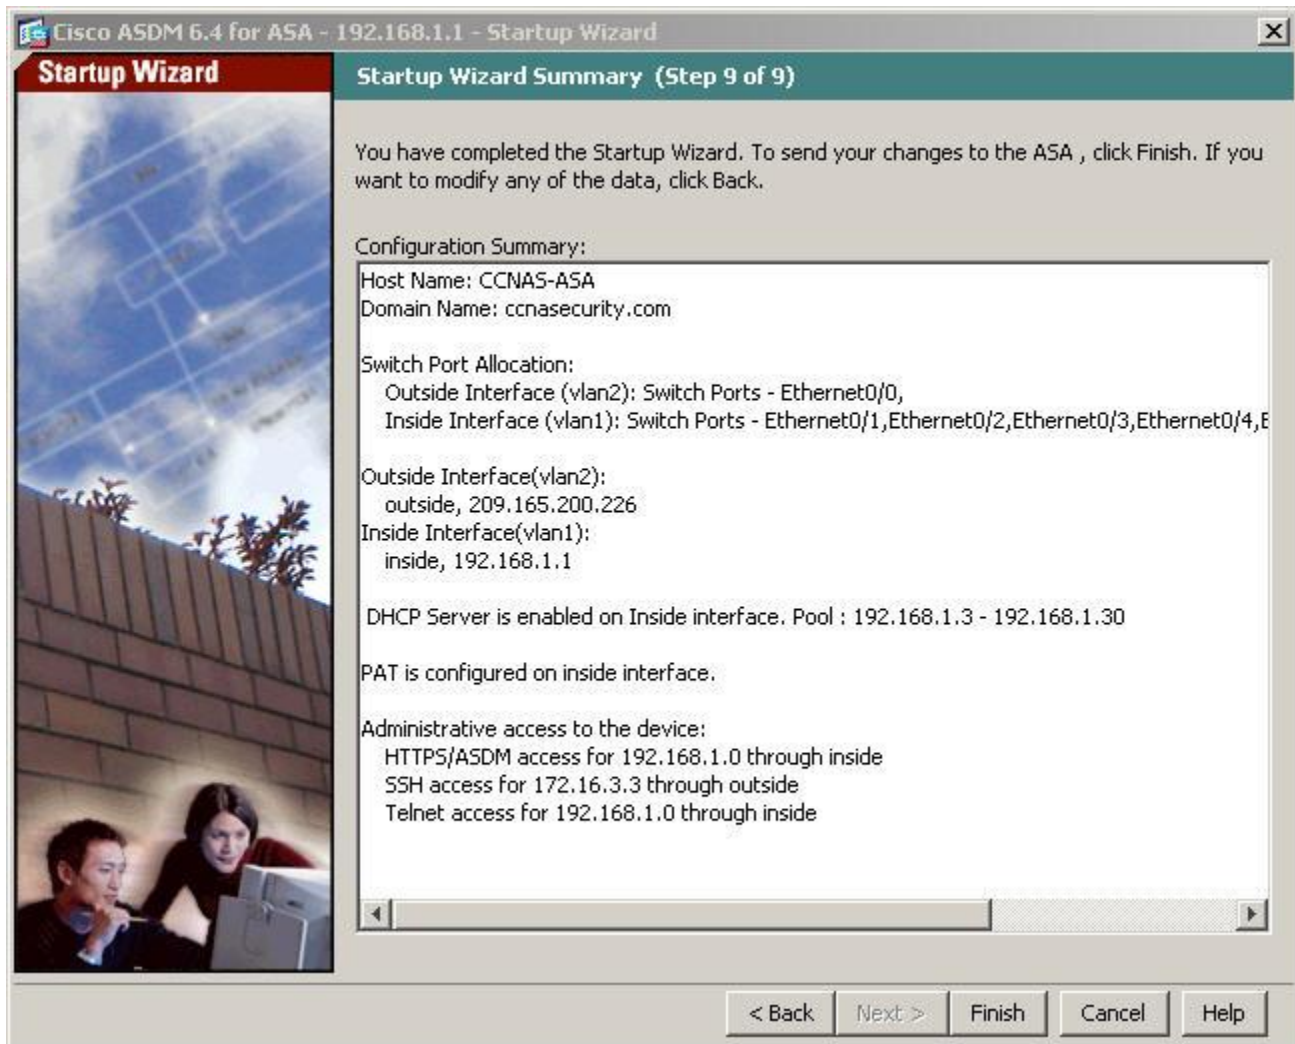 Cisco ASDM 6.4 for ASA - 192.168.1.1 - Startup Wizard
Startup Wizard
Startup Wizard Summary (Step 9 of 9)
You have completed the Startup Wizard. To send your changes to the ASA , click Finish. If you
want to modify any of the data, click Back.
Configuration Summary:
Host Name: CCNAS-ASA
Domain Name: ccnasecurity.com
Switch Port Allocation:
Outside Interface (vlan2): Switch Ports - Ethernet0/0,
Inside Interface (vlan1): Switch Ports - Ethernet0/1,Ethernet0/2,Ethernet0/3,Ethernet0/4,E
Outside Interface(vlan2):
outside, 209.165.200.226
Inside Interface(vlan1):
inside, 192.168.1.1
DHCP Server is enabled on Inside interface. Pool : 192.168.1.3 - 192.168.1.30
PAT is configured on inside interface.
Administrative access to the device:
HTTPS/ASDM access for 192.168.1.0 through inside
SSH access for 172.16.3.3 through outside
Telnet access for 192.168.1.0 through inside
< Back
Next >
Finish
Cancel
Help